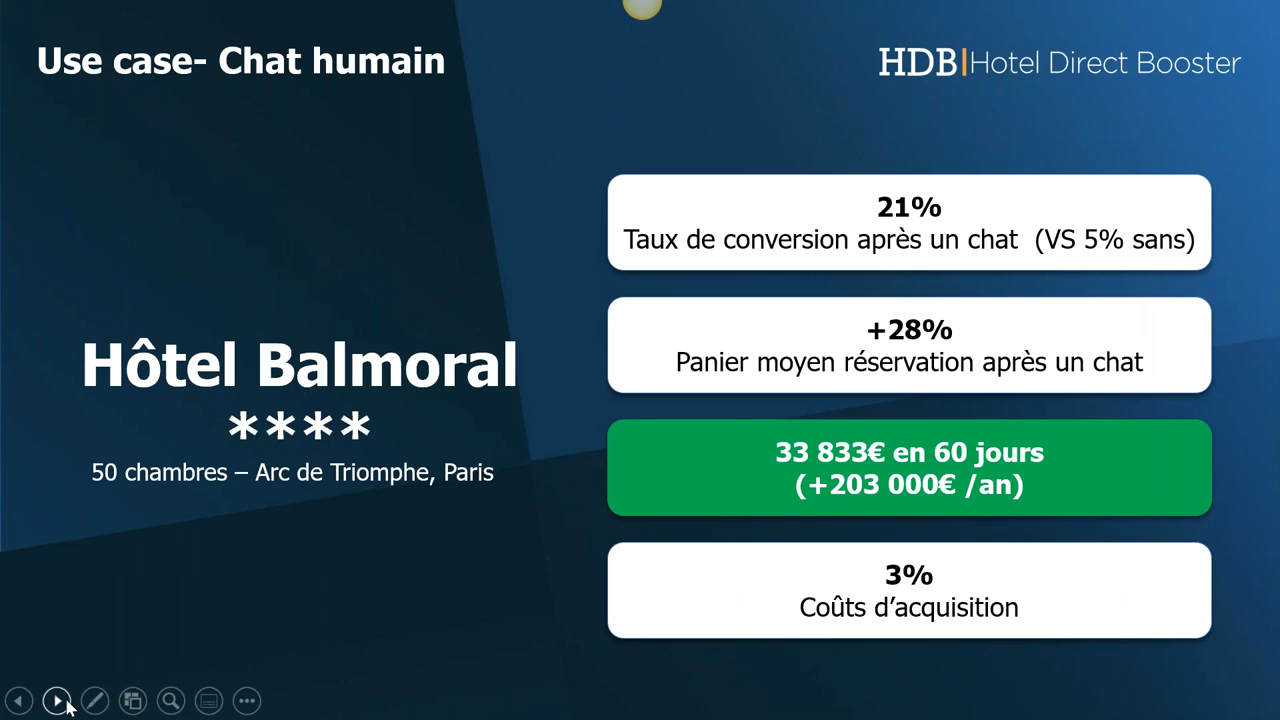 Use case- Chat humain
HDB|Hotel Direct Booster
Hôtel Balmoral
****
50 chambres – Arc de Triomphe, Paris
21%
Taux de conversion après un chat (VS 5% sans)
+28%
Panier moyen réservation après un chat
33 833€ en 60 jours
(+203 000€ /an)
3%
Coûts d’acquisition